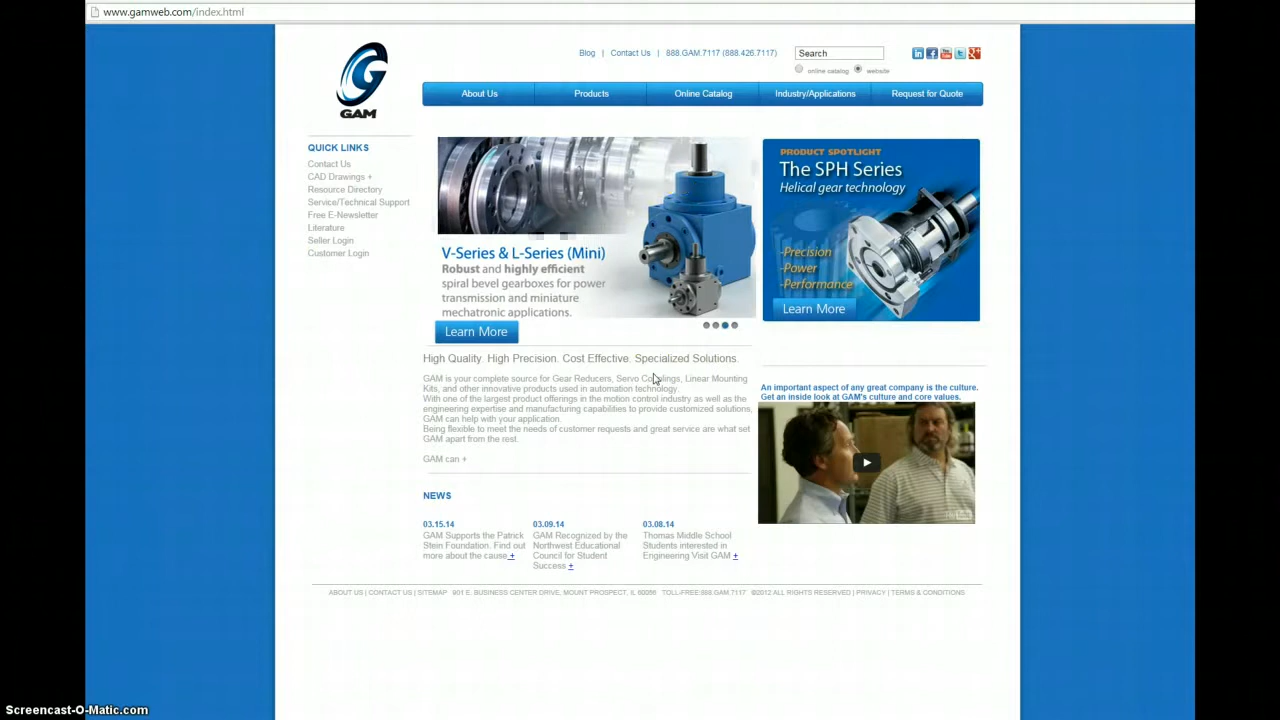 www.gamweb.com/index.html
Blog | Contact Us | 888.GAM.7117 (888.426.7117)
Search
online catalog website
GAM
About Us Products Online Catalog Industry/Applications Request for Quote
QUICK LINKS
Contact Us
CAD Drawings +
Resource Directory
Service/Technical Support
Free E-Newsletter
Literature
Seller Login
Customer Login
V-Series & L-Series (Mini)
Robust and highly efficient
spiral bevel gearboxes for power
transmission and miniature
mechatronic applications.
Learn More
PRODUCT SPOTLIGHT
The SPH Series
Helical gear technology
-Precision
-Power
-Performance
Learn More
High Quality. High Precision. Cost Effective. Specialized Solutions.
GAM is your complete source for Gear Reducers, Servo Couplings, Linear Mounting
Kits, and other innovative products used in automation technology.
With one of the largest product offerings in the motion control industry as well as the
engineering expertise and manufacturing capabilities to provide customized solutions,
GAM can help with your application.
Being flexible to meet the needs of customer requests and great service are what set
GAM apart from the rest.
GAM can +
An important aspect of any great company is the culture.
Get an inside look at GAM's culture and core values.
NEWS
03.15.14
GAM Supports the Patrick
Stein Foundation. Find out
more about the cause +
03.09.14
GAM Recognized by the
Northwest Educational
Council for Student
Success +
03.08.14
Thomas Middle School
Students interested in
Engineering Visit GAM +
ABOUT US | CONTACT US | SITEMAP 901 E. BUSINESS CENTER DRIVE, MOUNT PROSPECT, IL 60056 TOLL-FREE:888.GAM.7117 ©2012 ALL RIGHTS RESERVED | PRIVACY | TERMS & CONDITIONS
Screencast-O-Matic.com